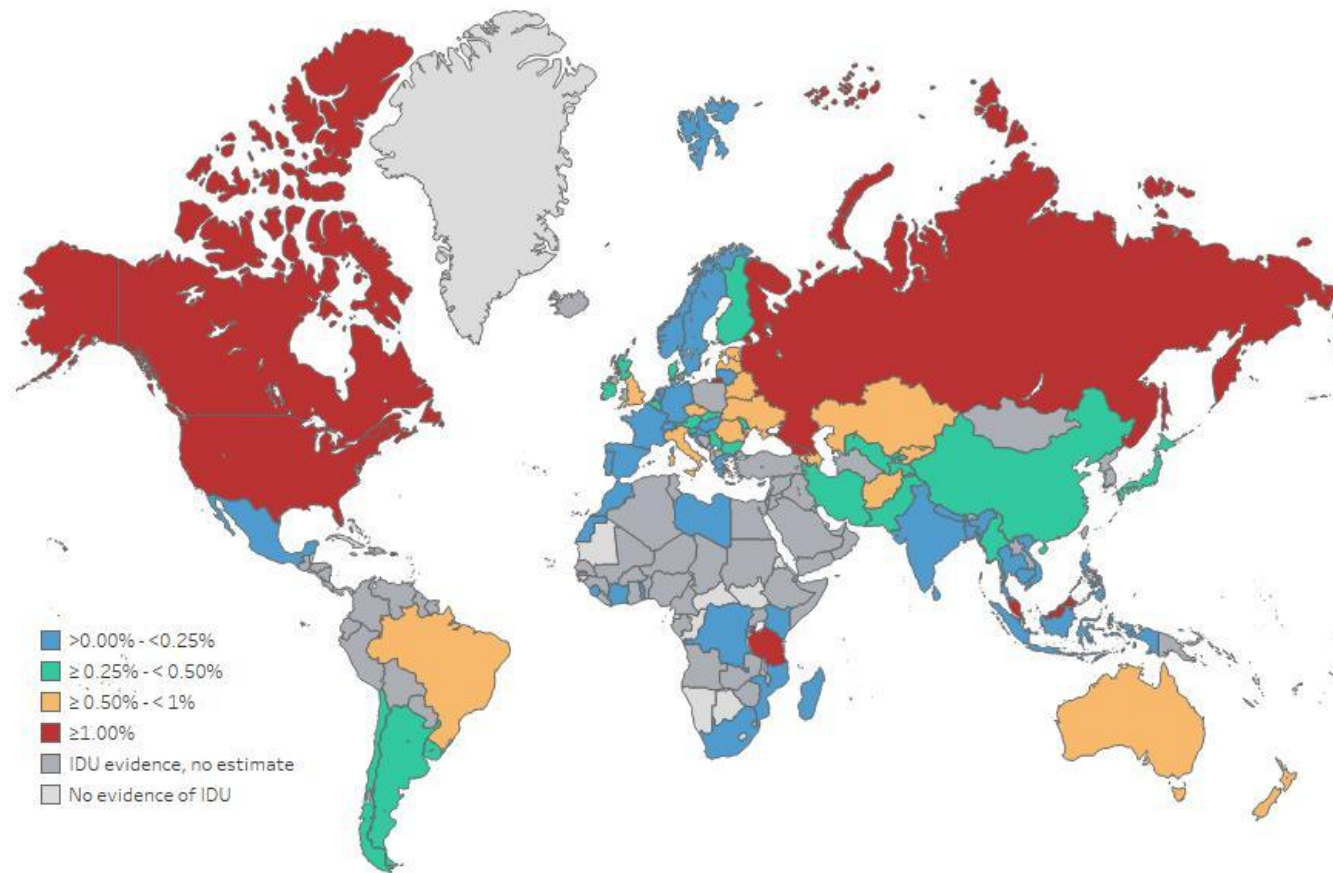 >0.00% - <0.25%
≥ 0.25% - < 0.50%
≥ 0.50% - < 1%
≥1.00%
IDU evidence, no estimate
No evidence of IDU